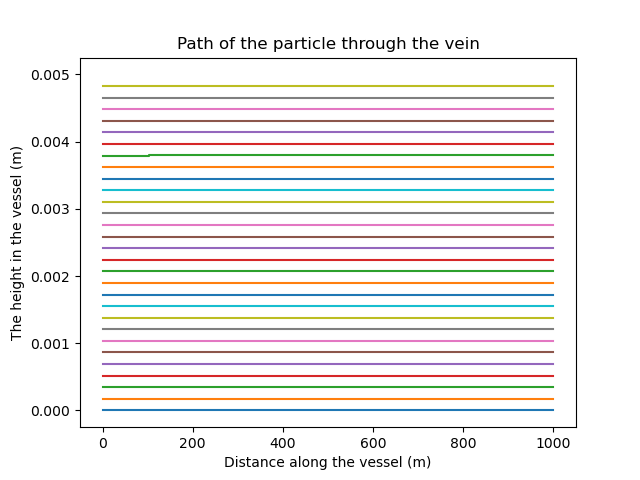 Path of the particle through the vein
0.005
0.004
0.003
0.002
0.001
0.000
The height in the vessel (m)
0 200 400 600 800 1000
Distance along the vessel (m)